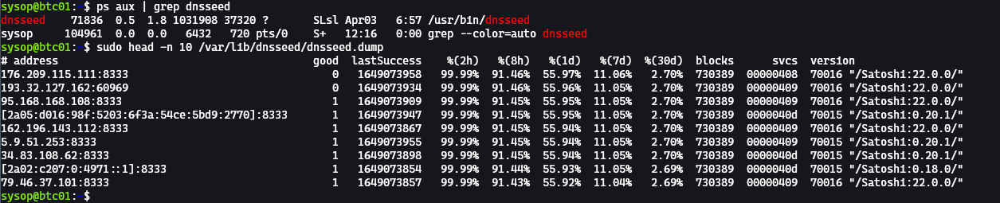 sysop@btc01:~$ ps aux | grep dnsseed
dnsseed    71836  0.5  1.8 1031908 37320 ?       SLsl Apr03   6:57 /usr/bin/dnsseed
sysop     104961  0.0  0.0   6432   720 pts/0    S+   12:16   0:00 grep --color=auto dnsseed
sysop@btc01:~$ sudo head -n 10 /var/lib/dnsseed/dnsseed.dump
# address                                        good  lastSuccess    %(2h)   %(8h)   %(1d)   %(7d)  %(30d)  blocks      svcs  version
176.209.115.111:8333                                0   1649073958   99.99%  91.46%  55.97%  11.06%   2.70%  730389  00000408  70016 "/Satoshi:22.0.0/"
193.32.127.162:60969                                0   1649073934   99.99%  91.46%  55.96%  11.05%   2.70%  730389  00000409  70016 "/Satoshi:22.0.0/"
95.168.168.108:8333                                 1   1649073909   99.99%  91.45%  55.95%  11.05%   2.70%  730389  00000409  70016 "/Satoshi:22.0.0/"
[2a05:d016:98f:5203:6f3a:54ce:5bd9:2770]:8333       1   1649073947   99.99%  91.45%  55.95%  11.05%   2.70%  730389  00000409  70015 "/Satoshi:0.20.1/"
162.196.143.112:8333                                1   1649073867   99.99%  91.45%  55.94%  11.05%   2.70%  730389  00000409  70016 "/Satoshi:22.0.0/"
5.9.51.253:8333                                     1   1649073955   99.99%  91.45%  55.94%  11.05%   2.70%  730389  0000040d  70015 "/Satoshi:0.20.1/"
34.83.108.62:8333                                   1   1649073898   99.99%  91.45%  55.94%  11.05%   2.70%  730389  0000040d  70015 "/Satoshi:0.20.1/"
[2a02:c207:0:4971::1]:8333                          1   1649073854   99.99%  91.44%  55.93%  11.05%   2.69%  730389  0000040d  70015 "/Satoshi:0.18.0/"
79.46.37.101:8333                                   1   1649073857   99.99%  91.43%  55.92%  11.04%   2.69%  730389  00000409  70016 "/Satoshi:22.0.0/"
sysop@btc01:~$